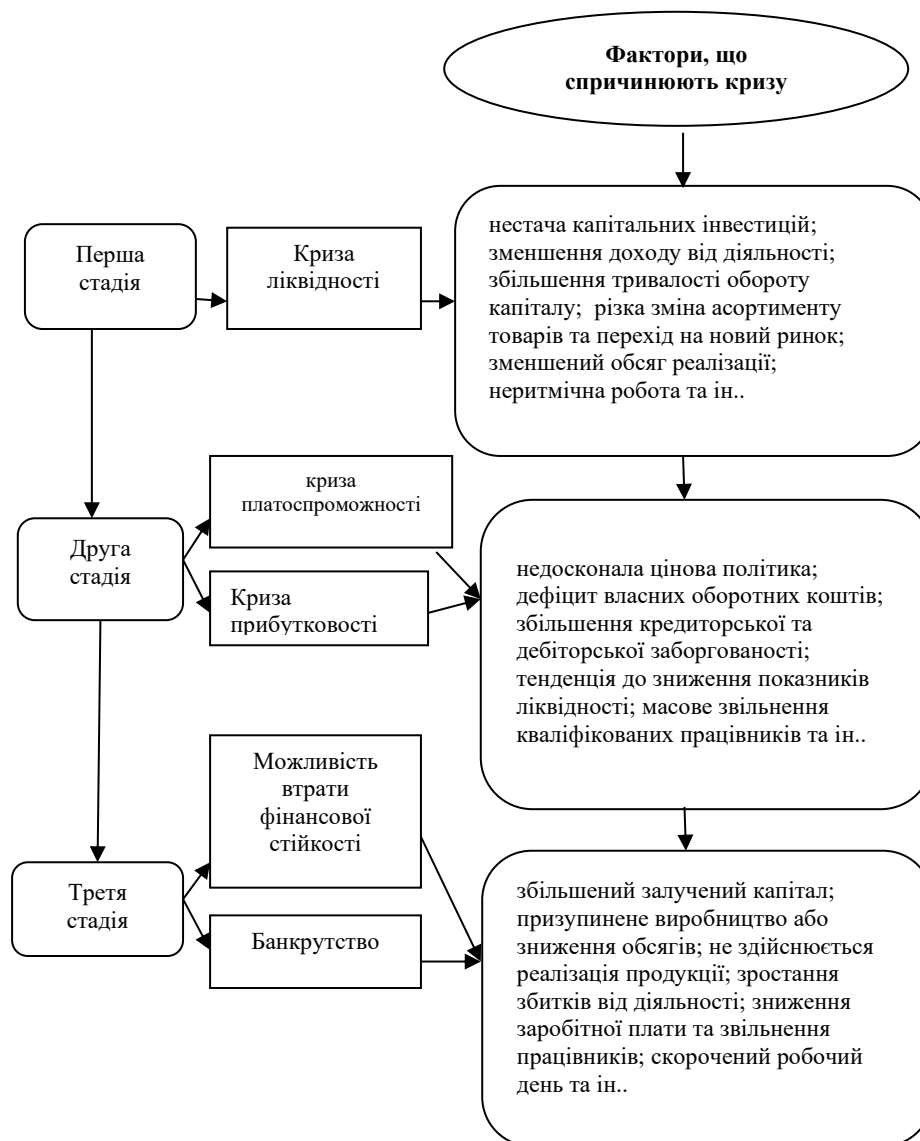 Фактори, що
спричинюють кризу
Перша
стадія
Криза
ліквідності
нестача капітальних інвестицій;
зменшення доходу від діяльності;
збільшення тривалості обороту
капіталу;  різка зміна асортименту
товарів та перехід на новий ринок;
зменшений обсяг реалізації;
неритмічна робота та ін..
Друга
стадія
криза
платоспроможності
Криза
прибутковості
недосконала цінова політика;
дефіцит власних оборотних коштів;
збільшення кредиторської та
дебіторської заборгованості;
тенденція до зниження показників
ліквідності; масове звільнення
кваліфікованих працівників та ін..
Третя
стадія
Можливість
втрати
фінансової
стійкості
Банкрутство
збільшений залучений капітал;
призупинене виробництво або
зниження обсягів; не здійснюється
реалізація продукції; зростання
збитків від діяльності; зниження
заробітної плати та звільнення
працівників; скорочений робочий
день та ін..